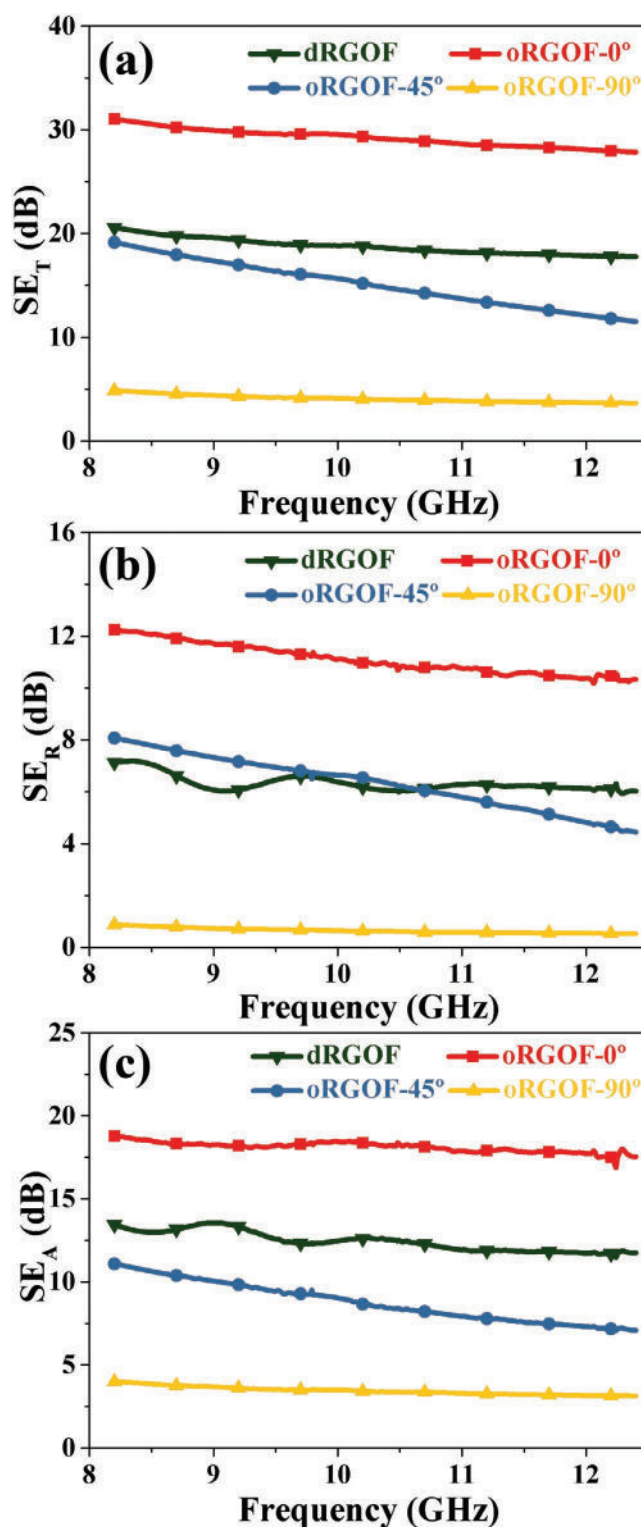 (a)
dRGOF oRGOF-0º
oRGOF-45º oRGOF-90º
40
30
20
10
0
SE_T (dB)
8 9 10 11 12
Frequency (GHz)
(b)
dRGOF oRGOF-0º
oRGOF-45º oRGOF-90º
16
12
8
4
0
SE_R (dB)
8 9 10 11 12
Frequency (GHz)
(c)
dRGOF oRGOF-0º
oRGOF-45º oRGOF-90º
25
20
15
10
5
0
SE_A (dB)
8 9 10 11 12
Frequency (GHz)